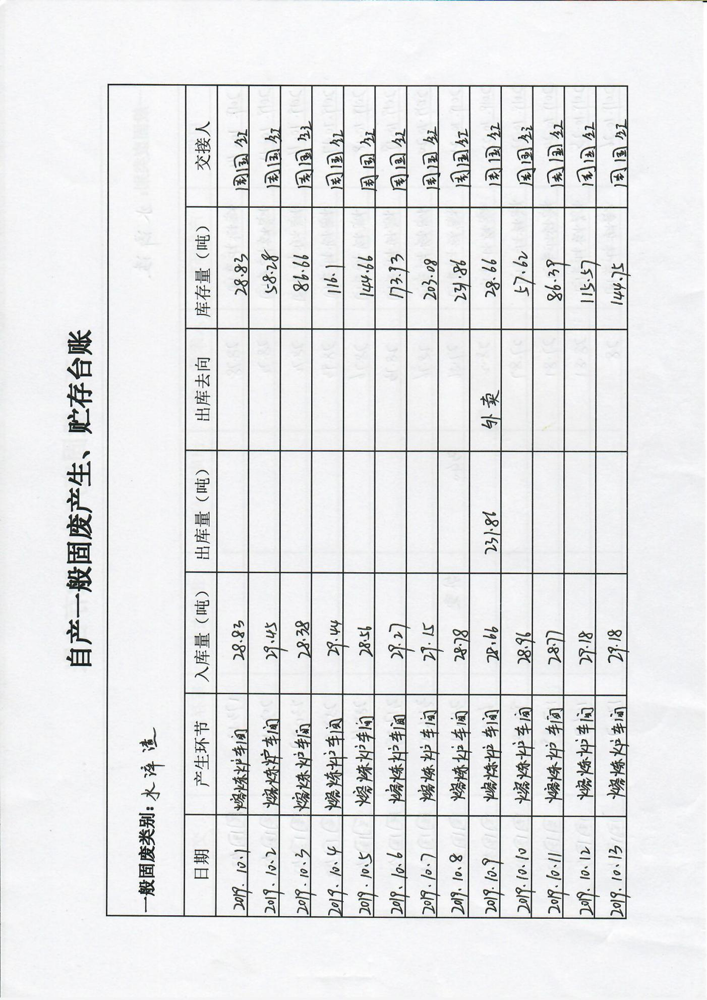 自产一般固废产生、贮存台账
一般固废类别：水淬渣
日期 产生环节 入库量（吨） 出库量（吨） 出库去向 库存量（吨） 交接人
2019.10.1 熔炼炉车间 28.83 28.83 周国红
2019.10.2 熔炼炉车间 29.45 58.28 周国红
2019.10.3 熔炼炉车间 28.38 86.66 周国红
2019.10.4 熔炼炉车间 29.44 116.1 周国红
2019.10.5 熔炼炉车间 28.56 144.66 周国红
2019.10.6 熔炼炉车间 29.27 173.93 周国红
2019.10.7 熔炼炉车间 29.15 203.08 周国红
2019.10.8 熔炼炉车间 28.78 231.86 周国红
2019.10.9 熔炼炉车间 28.66 231.86 外卖 28.66 周国红
2019.10.10 熔炼炉车间 28.96 57.62 周国红
2019.10.11 熔炼炉车间 28.77 86.39 周国红
2019.10.12 熔炼炉车间 29.18 115.57 周国红
2019.10.13 熔炼炉车间 29.18 144.75 周国红